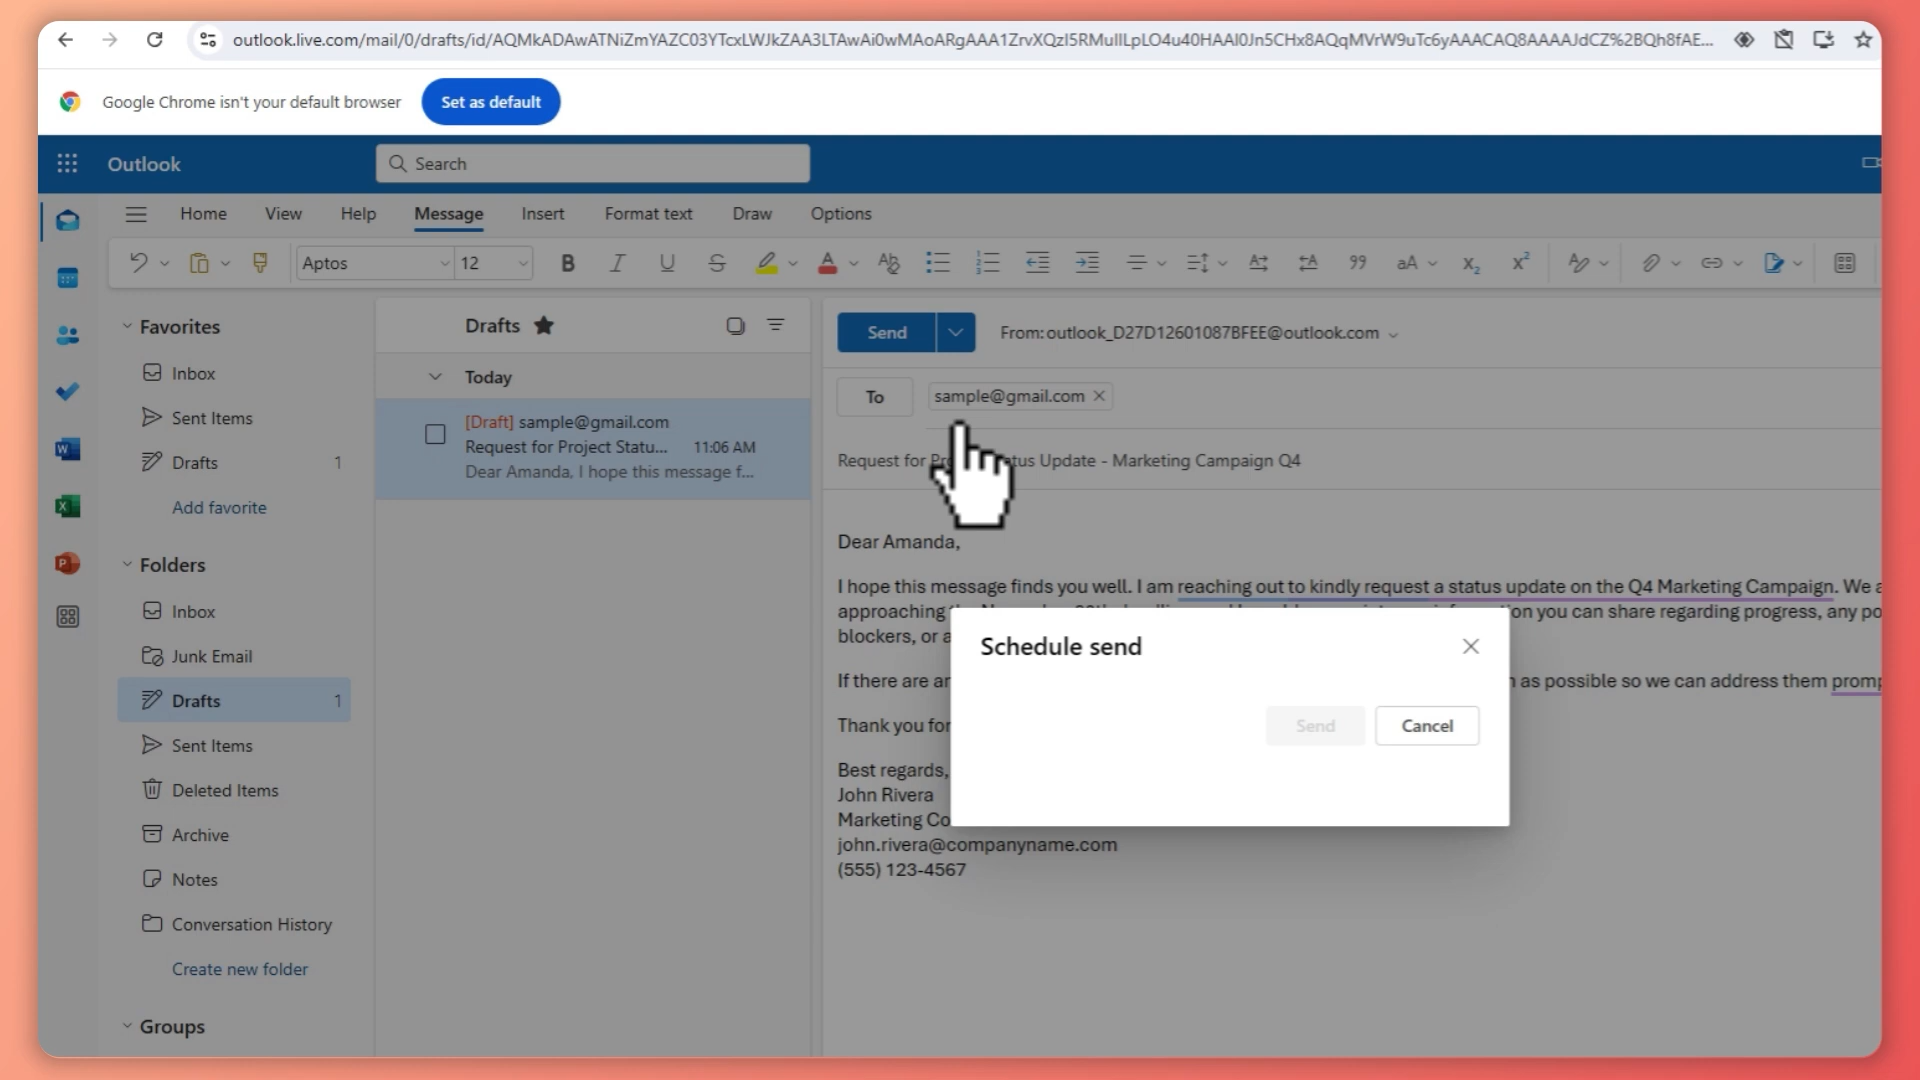 outlook.live.com/mail/0/drafts/id/AQMkADAwATNiZmYAZC03YTcxLWJkZAA3LTAwAi0wMAoARgAAA1ZrvXQzI5RMulILpLO4u40HAAI0Jn5CHx8AQqMVrW9uTc6yAAACAQ8AAAAJdCZ%2BQh8fAE...
Google Chrome isn't your default browser
Set as default
Outlook
Search
Home
View
Help
Message
Insert
Format text
Draw
Options
Aptos
12
Favorites
Inbox
Sent Items
Drafts 1
Add favorite
Folders
Inbox
Junk Email
Drafts 1
Sent Items
Deleted Items
Archive
Notes
Conversation History
Create new folder
Groups
Drafts
Today
[Draft] sample@gmail.com
Request for Project Statu... 11:06 AM
Dear Amanda, I hope this message f...
Send
From: outlook_D27D12601087BFEE@outlook.com
To
sample@gmail.com
Request for Status Update - Marketing Campaign Q4
Dear Amanda,
I hope this message finds you well. I am reaching out to kindly request a status update on the Q4 Marketing Campaign. We
approaching you can share regarding progress, any
blockers, or
If there are as possible so we can address them
Thank you for
Best regards,
John Rivera
Marketing
john.rivera@companyname.com
(555) 123-4567
Schedule send
Send
Cancel